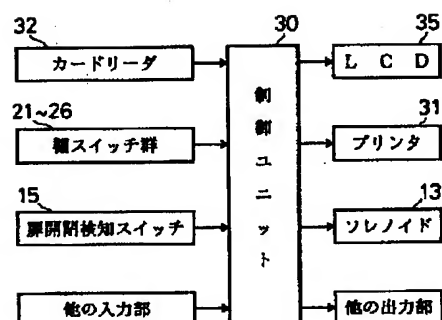 32
カードリーダ
21~26
棚スイッチ群
15
扉開閉検知スイッチ
他の入力部
30
制御ユニット
35
L C D
31
プリンタ
13
ソレノイド
他の出力部